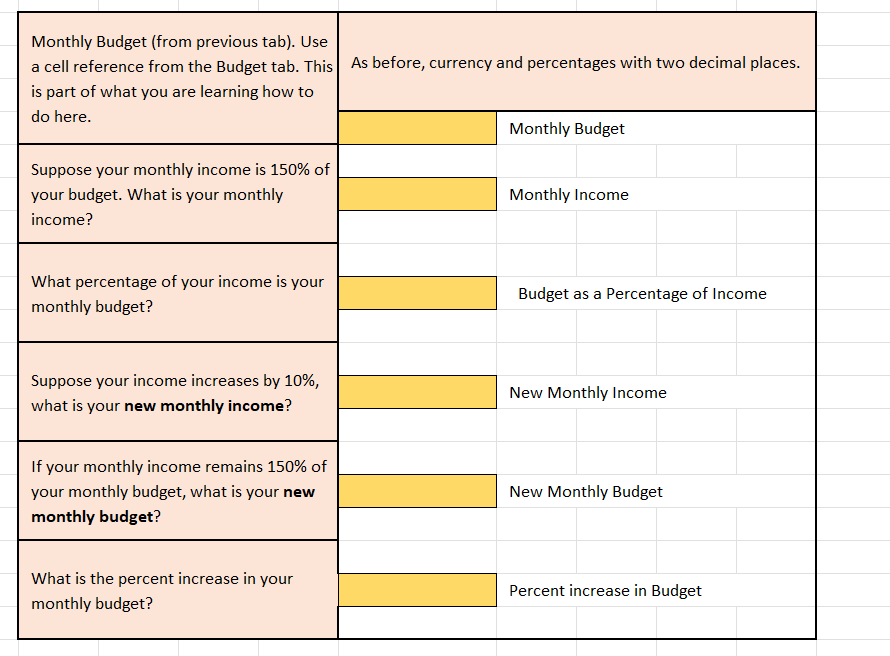 Monthly Budget (from previous tab). Use
a cell reference from the Budget tab. This
is part of what you are learning how to
do here.
As before, currency and percentages with two decimal places.
Monthly Budget
Suppose your monthly income is 150% of
your budget. What is your monthly
income?
Monthly Income
What percentage of your income is your
monthly budget?
Budget as a Percentage of Income
Suppose your income increases by 10%,
what is your new monthly income?
New Monthly Income
If your monthly income remains 150% of
your monthly budget, what is your new
monthly budget?
New Monthly Budget
What is the percent increase in your
monthly budget?
Percent increase in Budget